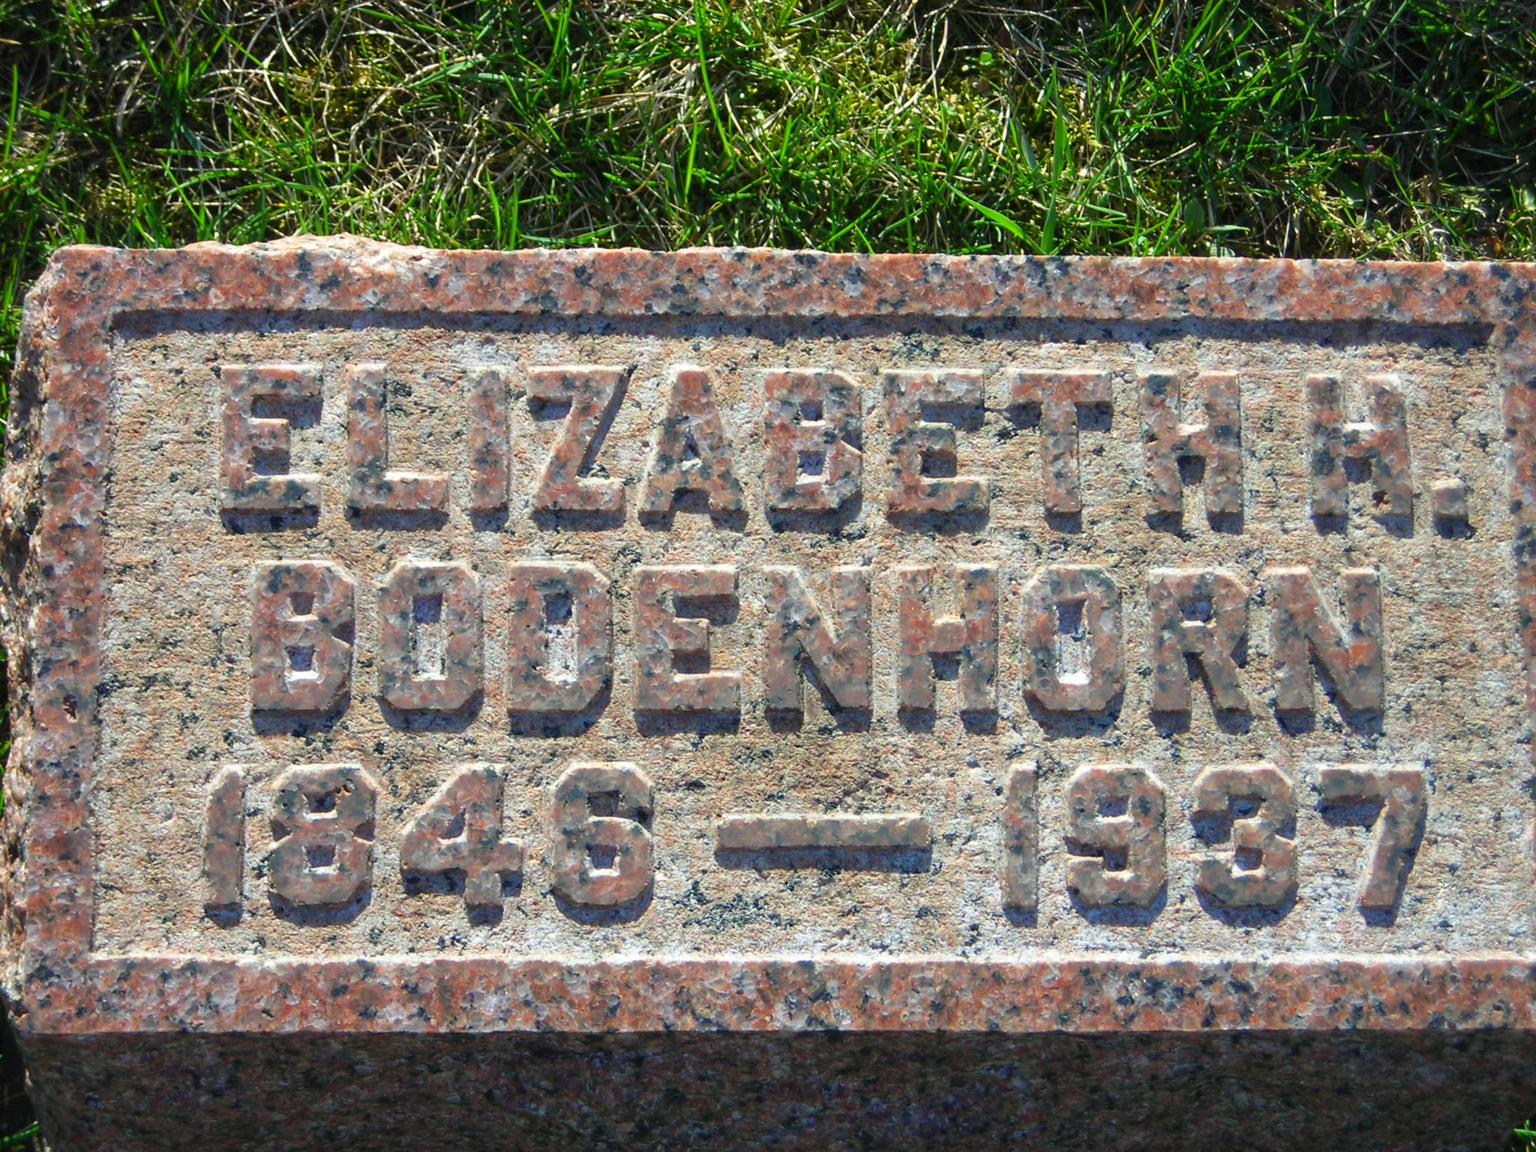 ELIZABETH H.
BODENHORN
1846 — 1937